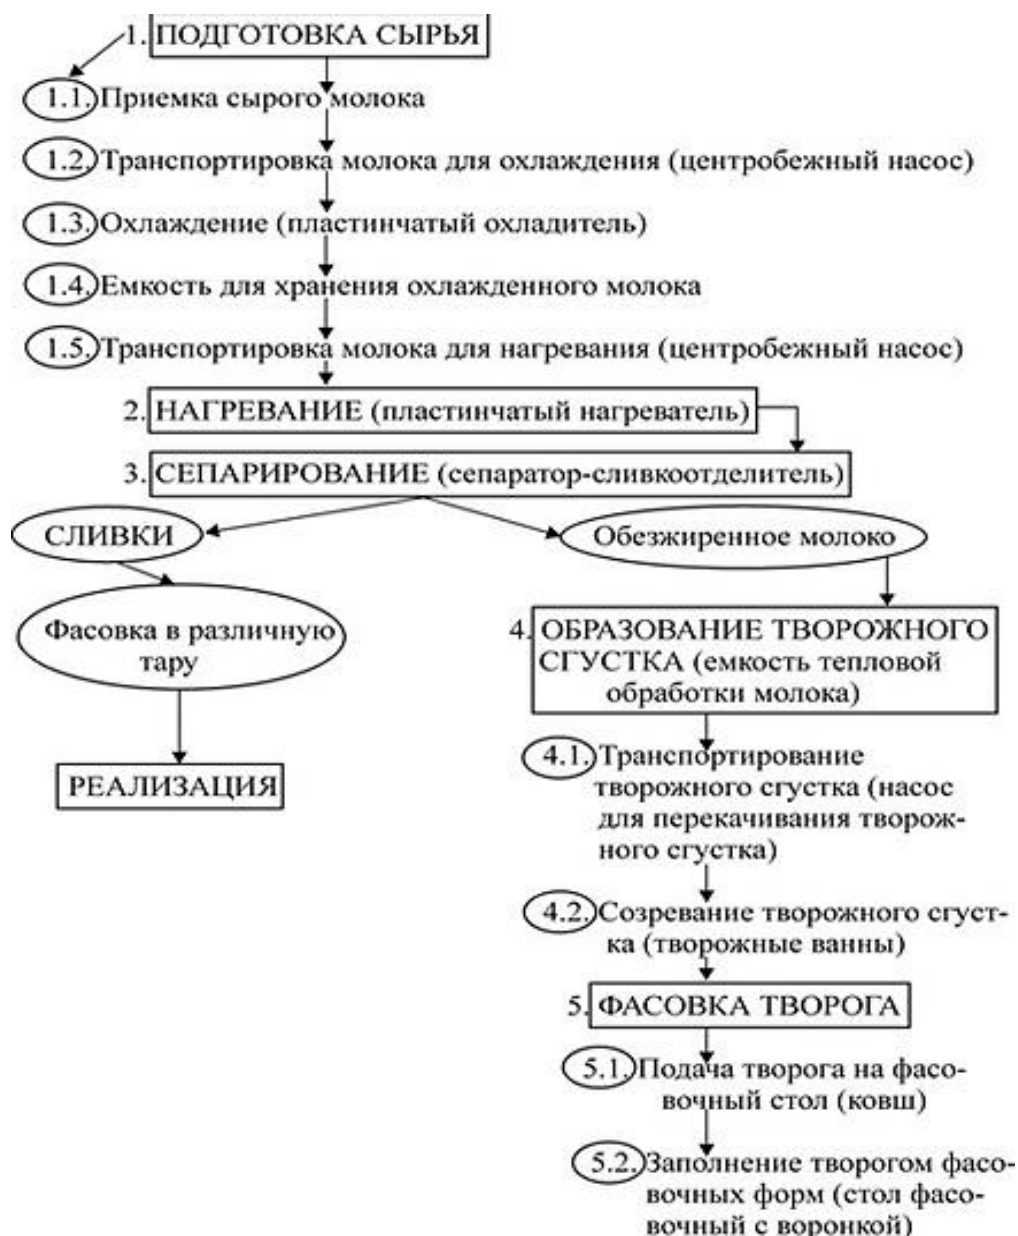 1. ПОДГОТОВКА СЫРЬЯ
1.1. Приемка сырого молока
1.2. Транспортировка молока для охлаждения (центробежный насос)
1.3. Охлаждение (пластинчатый охладитель)
1.4. Емкость для хранения охлажденного молока
1.5. Транспортировка молока для нагревания (центробежный насос)
2. НАГРЕВАНИЕ (пластинчатый нагреватель)
3. СЕПАРИРОВАНИЕ (сепаратор-сливкоотделитель)
СЛИВКИ
Обезжиренное молоко
Фасовка в различную
тару
РЕАЛИЗАЦИЯ
4. ОБРАЗОВАНИЕ ТВОРОЖНОГО
СГУСТКА (емкость тепловой
обработки молока)
4.1. Транспортирование
творожного сгустка (насос
для перекачивания творож-
ного сгустка)
4.2. Созревание творожного сгуст-
ка (творожные ванны)
5. ФАСОВКА ТВОРОГА
5.1. Подача творога на фасо-
вочный стол (ковш)
5.2. Заполнение творогом фасо-
вочных форм (стол фасо-
вочный с воронкой)